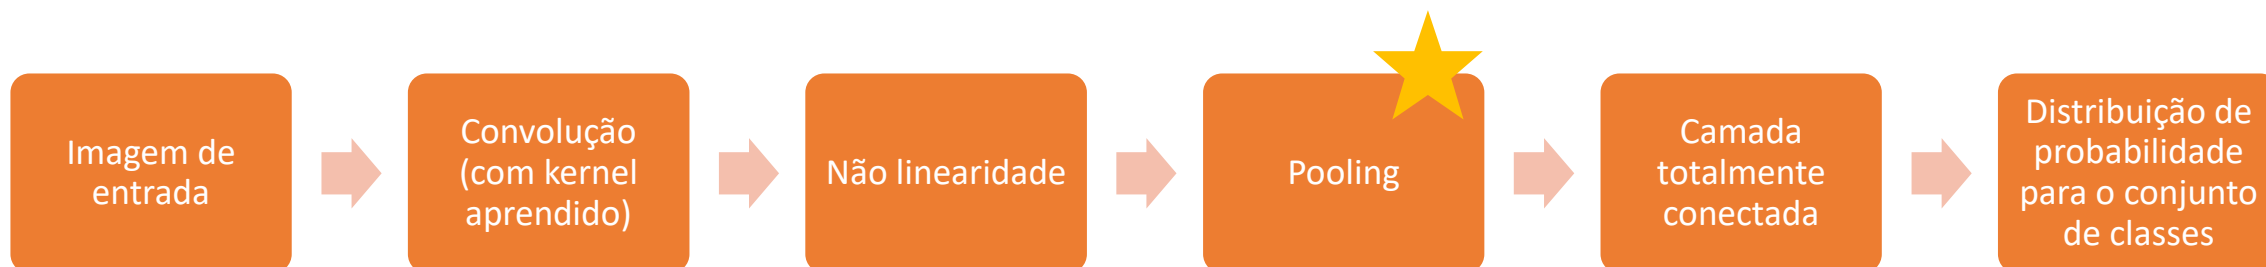 Imagem de
entrada
Convolução
(com kernel
aprendido)
Não linearidade
Pooling
Camada
totalmente
conectada
Distribuição de
probabilidade
para o conjunto
de classes